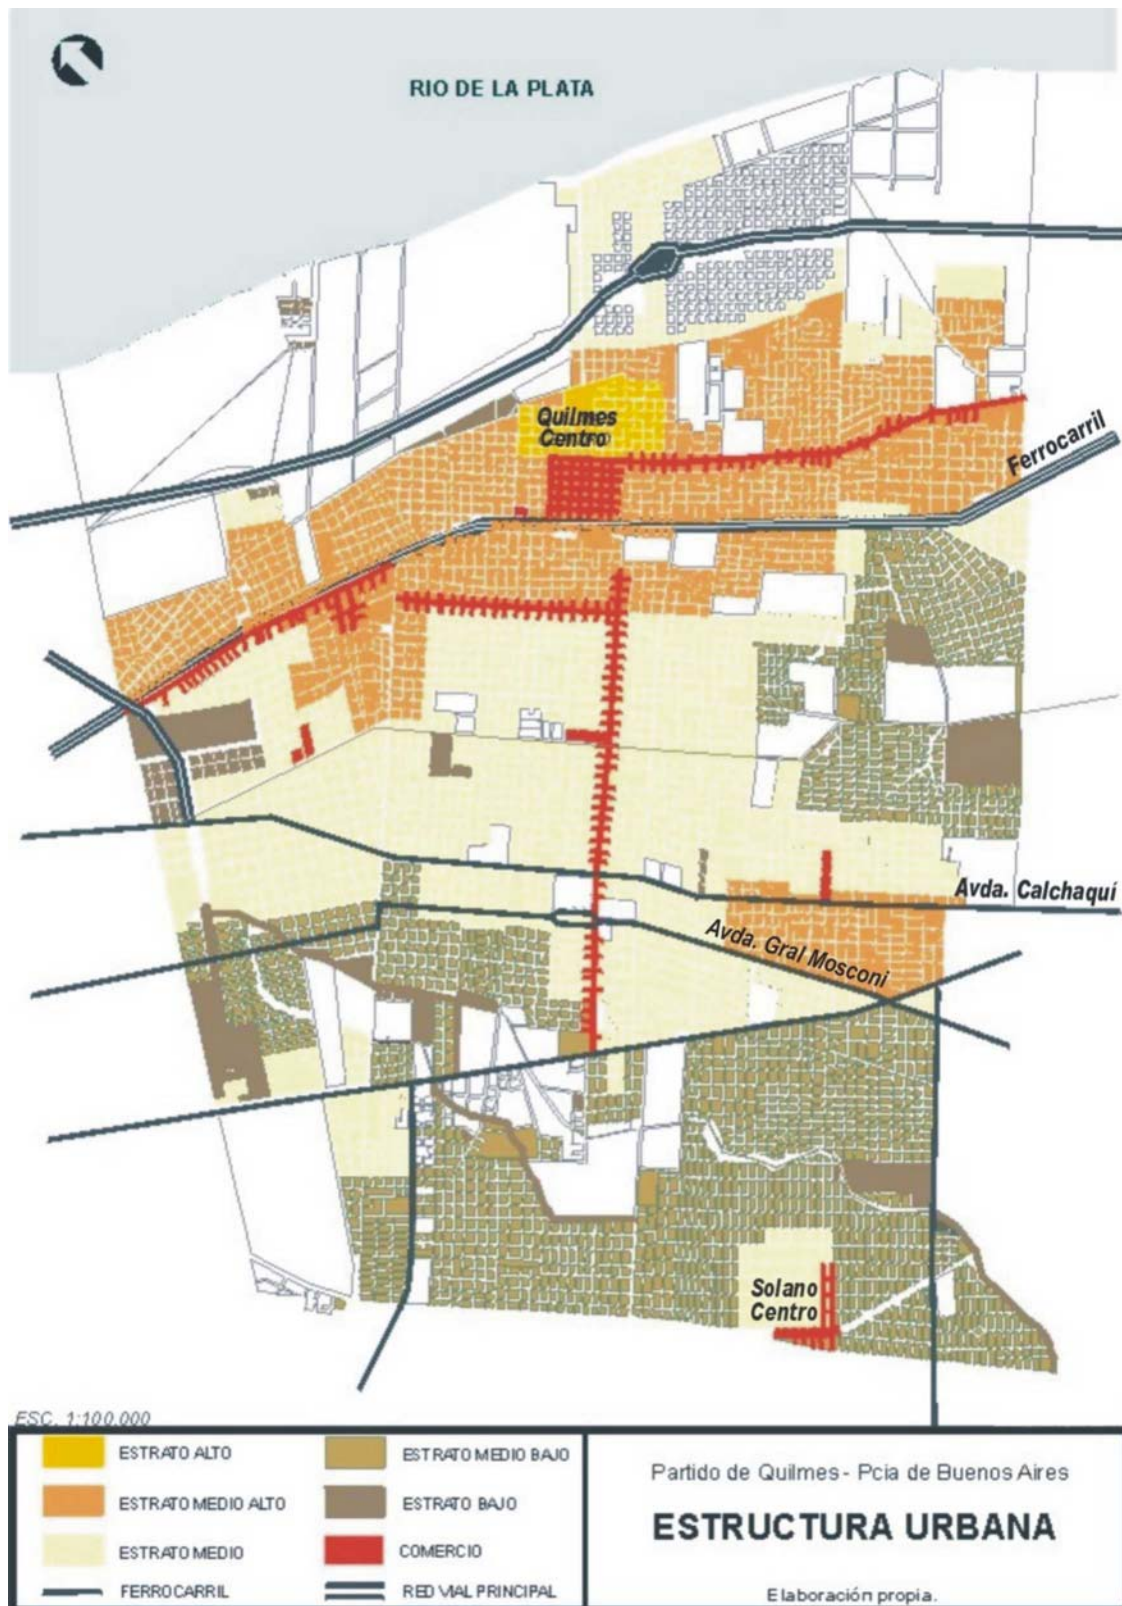 RIO DE LA PLATA
Quilmes
Centro
Ferrocarril
Avda. Calchaquí
Avda. Gral Mosconi
Solano
Centro
ESC. 1:100.000
ESTRATO ALTO
ESTRATO MEDIO ALTO
ESTRATO MEDIO
FERROCARRIL
ESTRATO MEDIO BAJO
ESTRATO BAJO
COMERCIO
RED VIAL PRINCIPAL
Partido de Quilmes - Pcia de Buenos Aires
ESTRUCTURA URBANA
Elaboración propia.